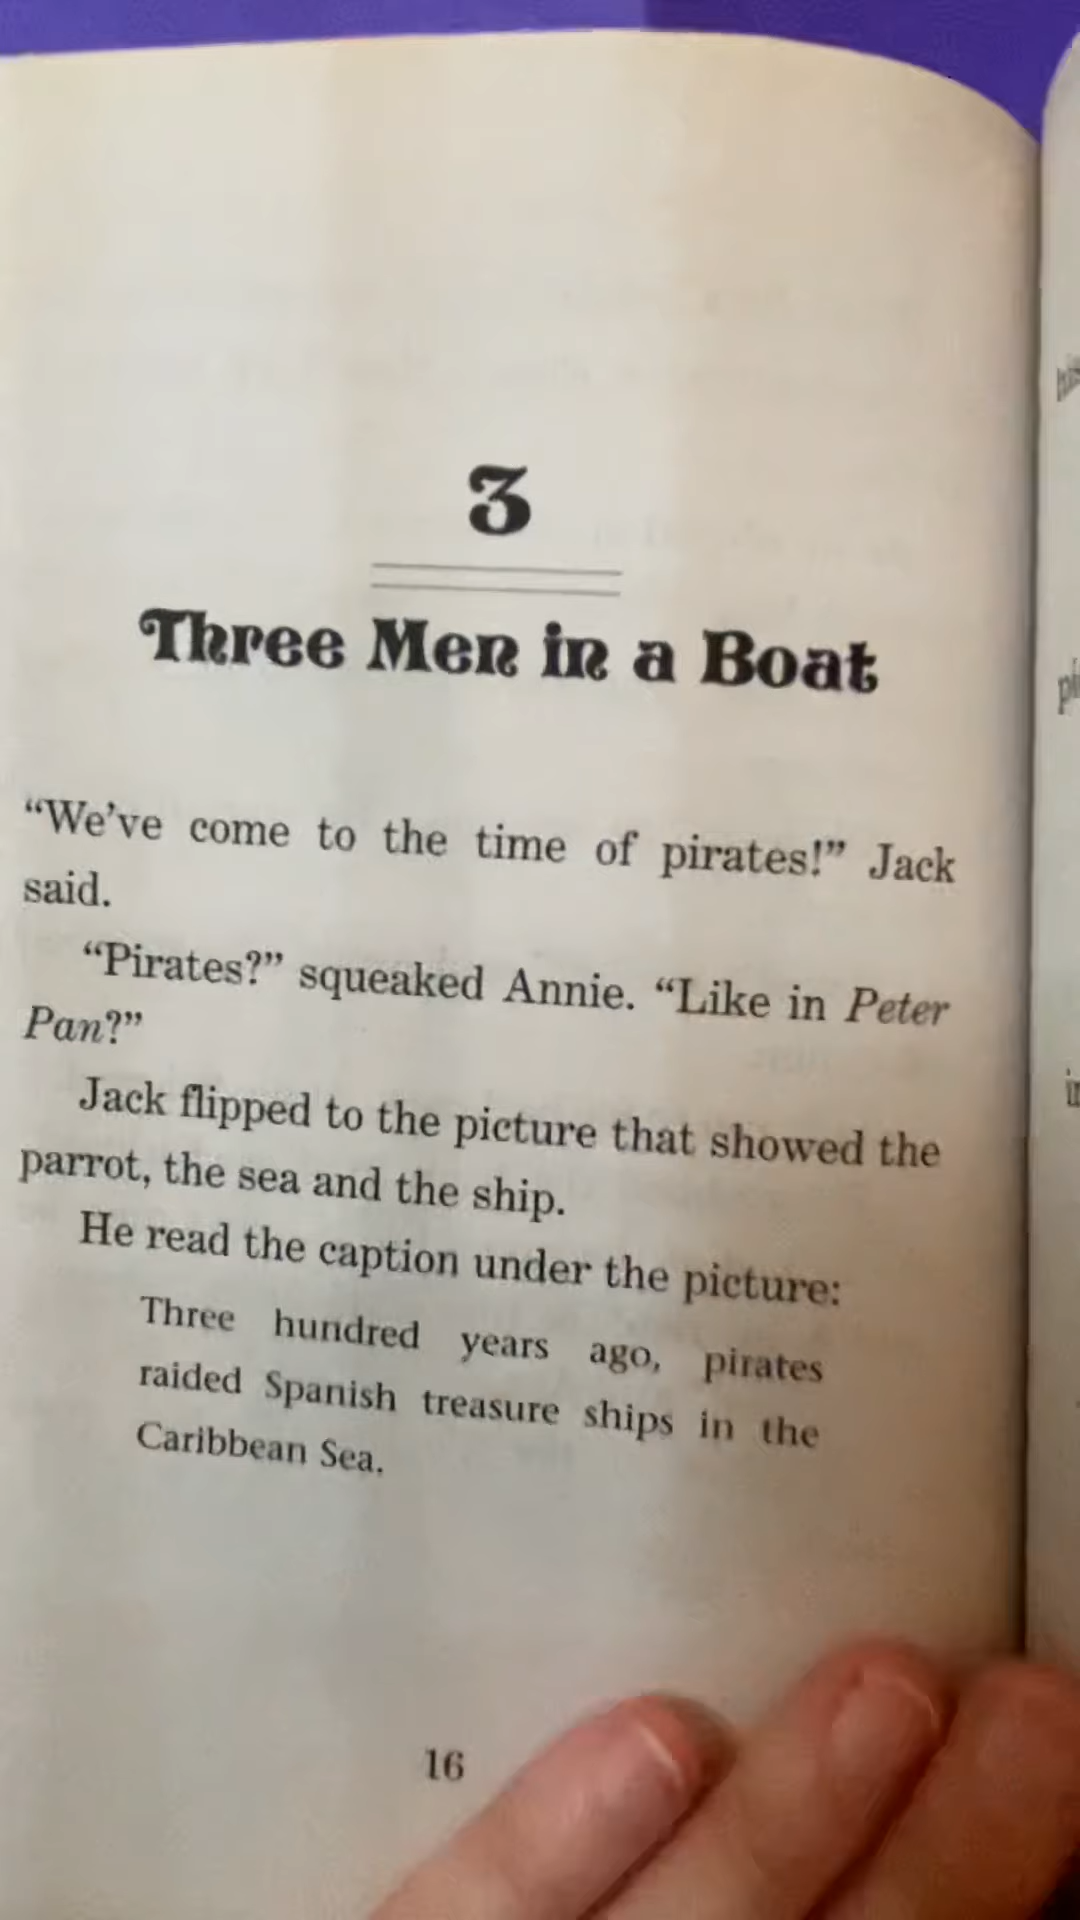 3
Three Men in a Boat
“We’ve come to the time of pirates!” Jack
said.
“Pirates?” squeaked Annie. “Like in Peter
Pan?”
Jack flipped to the picture that showed the
parrot, the sea and the ship.
He read the caption under the picture:
Three hundred years ago, pirates
raided Spanish treasure ships in the
Caribbean Sea.
16